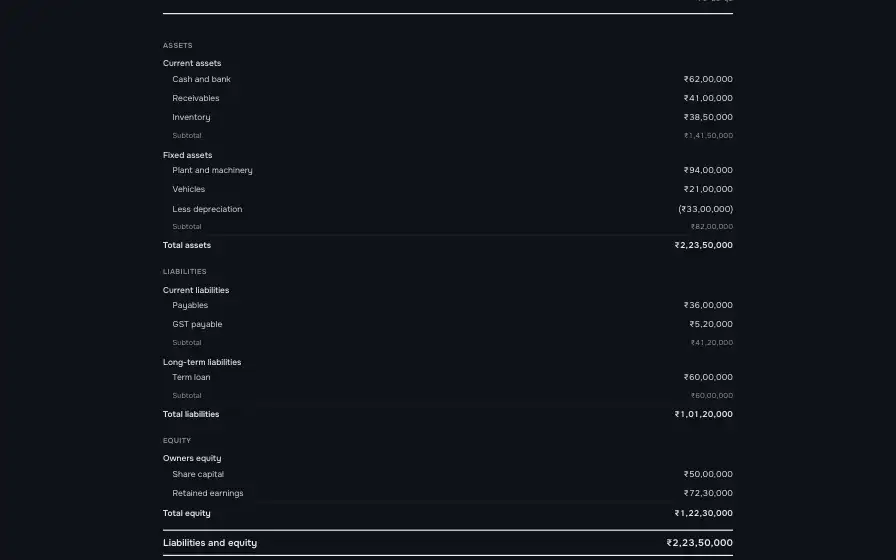 ASSETS
Current assets
Cash and bank ₹62,00,000
Receivables ₹41,00,000
Inventory ₹38,50,000
Subtotal ₹1,41,50,000
Fixed assets
Plant and machinery ₹94,00,000
Vehicles ₹21,00,000
Less depreciation (₹33,00,000)
Subtotal ₹82,00,000
Total assets ₹2,23,50,000
LIABILITIES
Current liabilities
Payables ₹36,00,000
GST payable ₹5,20,000
Subtotal ₹41,20,000
Long-term liabilities
Term loan ₹60,00,000
Subtotal ₹60,00,000
Total liabilities ₹1,01,20,000
EQUITY
Owners equity
Share capital ₹50,00,000
Retained earnings ₹72,30,000
Total equity ₹1,22,30,000
Liabilities and equity ₹2,23,50,000